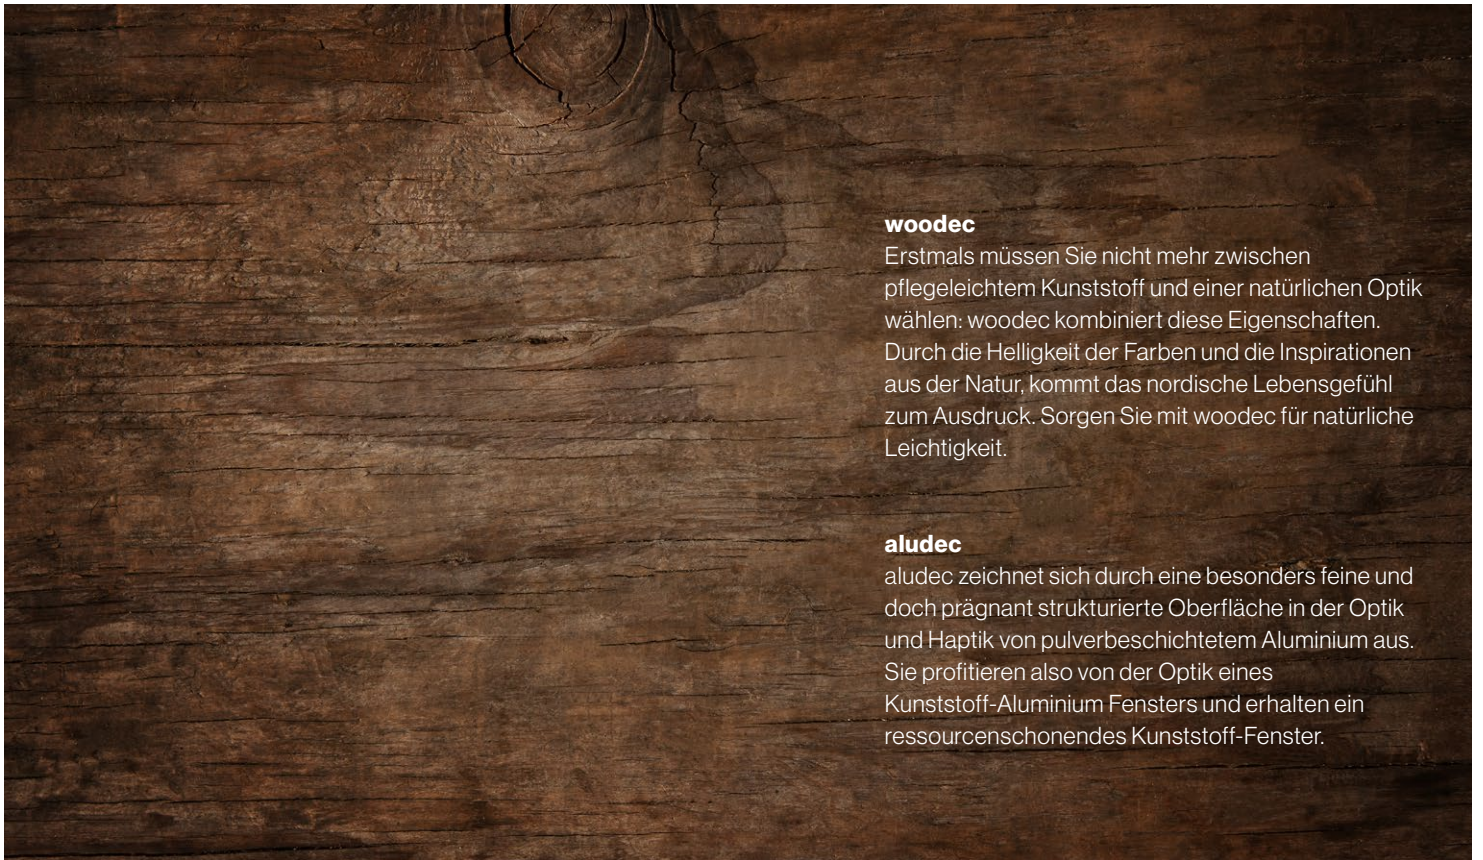 woodec
Erstmals müssen Sie nicht mehr zwischen
pflegeleichtem Kunststoff und einer natürlichen Optik
wählen: woodec kombiniert diese Eigenschaften.
Durch die Helligkeit der Farben und die Inspirationen
aus der Natur, kommt das nordische Lebensgefühl
zum Ausdruck. Sorgen Sie mit woodec für natürliche
Leichtigkeit.
aludec
aludec zeichnet sich durch eine besonders feine und
doch prägnant strukturierte Oberfläche in der Optik
und Haptik von pulverbeschichtetem Aluminium aus.
Sie profitieren also von der Optik eines
Kunststoff-Aluminium Fensters und erhalten ein
ressourcenschonendes Kunststoff-Fenster.